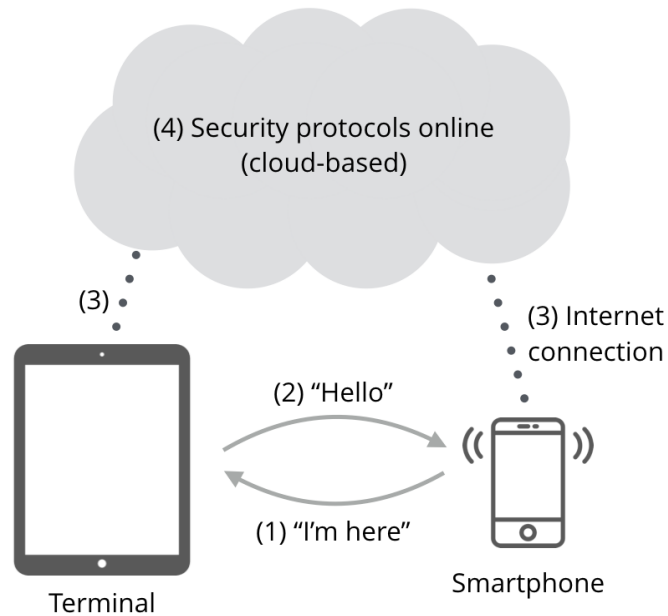 (4) Security protocols online
(cloud-based)
(3)
(3) Internet
connection
(2) “Hello”
(1) “I’m here”
Terminal
Smartphone